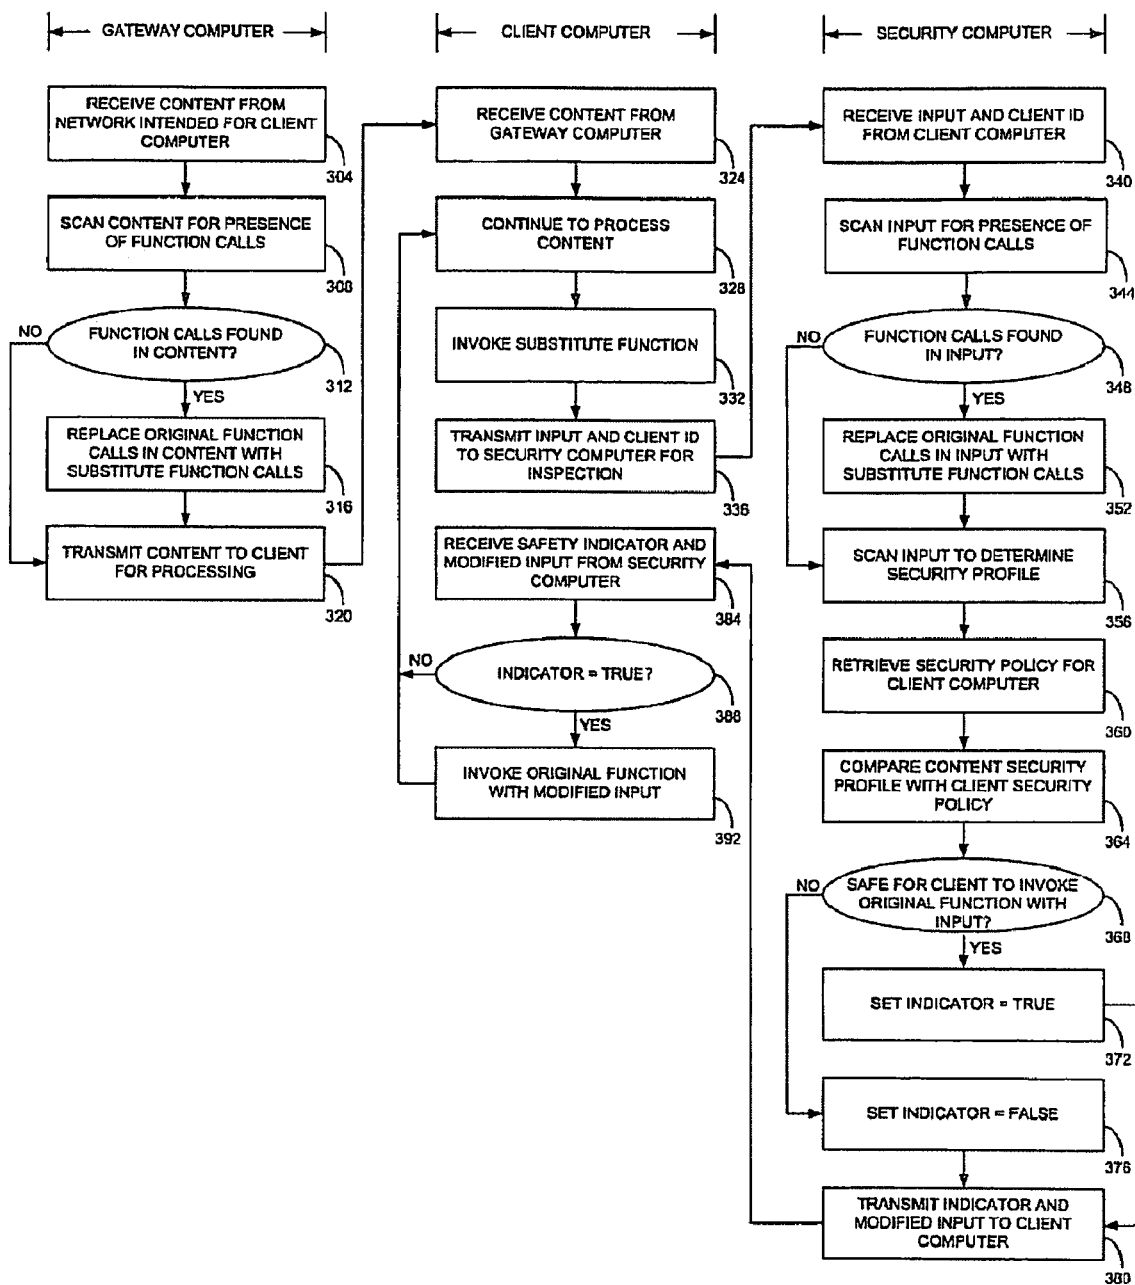 GATEWAY COMPUTER
RECEIVE CONTENT FROM
NETWORK INTENDED FOR CLIENT
COMPUTER
304
SCAN CONTENT FOR PRESENCE
OF FUNCTION CALLS
308
NO
FUNCTION CALLS FOUND
IN CONTENT?
312
YES
REPLACE ORIGINAL FUNCTION
CALLS IN CONTENT WITH
SUBSTITUTE FUNCTION CALLS
316
TRANSMIT CONTENT TO CLIENT
FOR PROCESSING
320
CLIENT COMPUTER
RECEIVE CONTENT FROM
GATEWAY COMPUTER
324
CONTINUE TO PROCESS
CONTENT
328
INVOKE SUBSTITUTE FUNCTION
332
TRANSMIT INPUT AND CLIENT ID
TO SECURITY COMPUTER FOR
INSPECTION
336
RECEIVE SAFETY INDICATOR AND
MODIFIED INPUT FROM SECURITY
COMPUTER
384
NO
INDICATOR = TRUE?
388
YES
INVOKE ORIGINAL FUNCTION
WITH MODIFIED INPUT
392
SECURITY COMPUTER
RECEIVE INPUT AND CLIENT ID
FROM CLIENT COMPUTER
340
SCAN INPUT FOR PRESENCE OF
FUNCTION CALLS
344
NO
FUNCTION CALLS FOUND
IN INPUT?
348
YES
REPLACE ORIGINAL FUNCTION
CALLS IN INPUT WITH
SUBSTITUTE FUNCTION CALLS
352
SCAN INPUT TO DETERMINE
SECURITY PROFILE
356
RETRIEVE SECURITY POLICY FOR
CLIENT COMPUTER
360
COMPARE CONTENT SECURITY
PROFILE WITH CLIENT SECURITY
POLICY
364
NO
SAFE FOR CLIENT TO INVOKE
ORIGINAL FUNCTION WITH
INPUT?
368
YES
SET INDICATOR = TRUE
372
SET INDICATOR = FALSE
376
TRANSMIT INDICATOR AND
MODIFIED INPUT TO CLIENT
COMPUTER
380